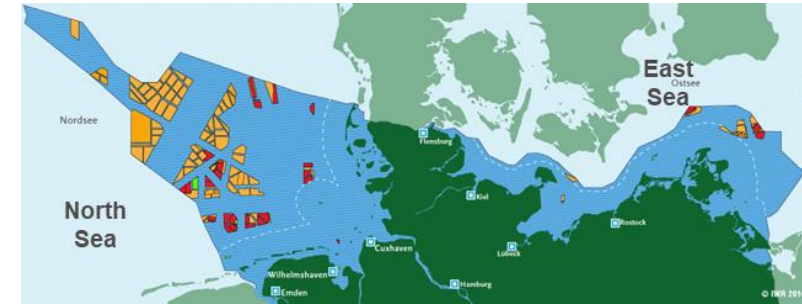 East
Ostsee
Sea
Nordsee
Flensburg
North
Sea
Kiel
Rostock
Cuxhaven
Lübeck
Wilhelmshaven
Hamburg
Emden